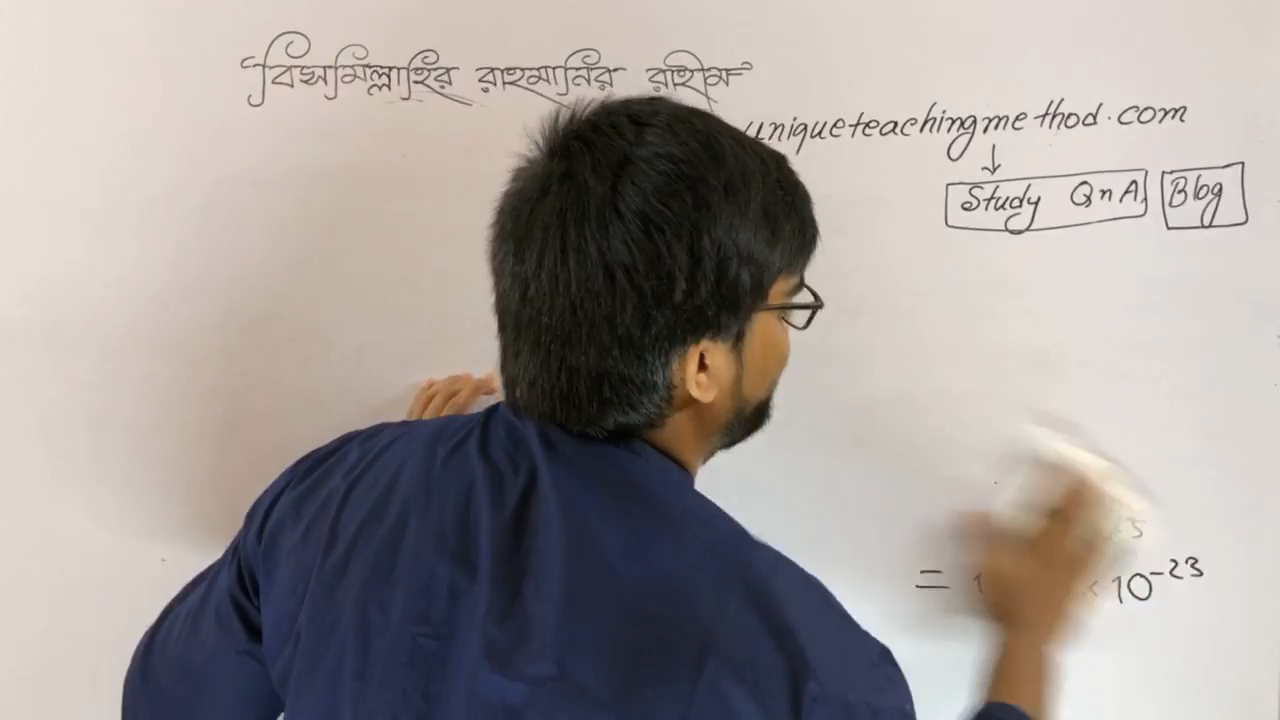 “বিসমিল্লাহির রাহমানির রাহীম”
uniqueteachingmethod.com
↓
Study QnA, Blog
= × 10⁻²³